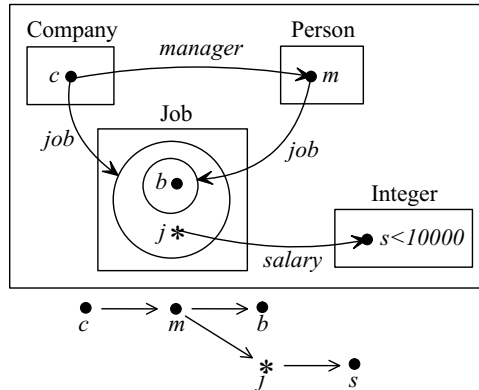 Company
Person
manager
c
m
job
job
Job
b
j *
Integer
s<10000
salary
c
m
b
j *
s